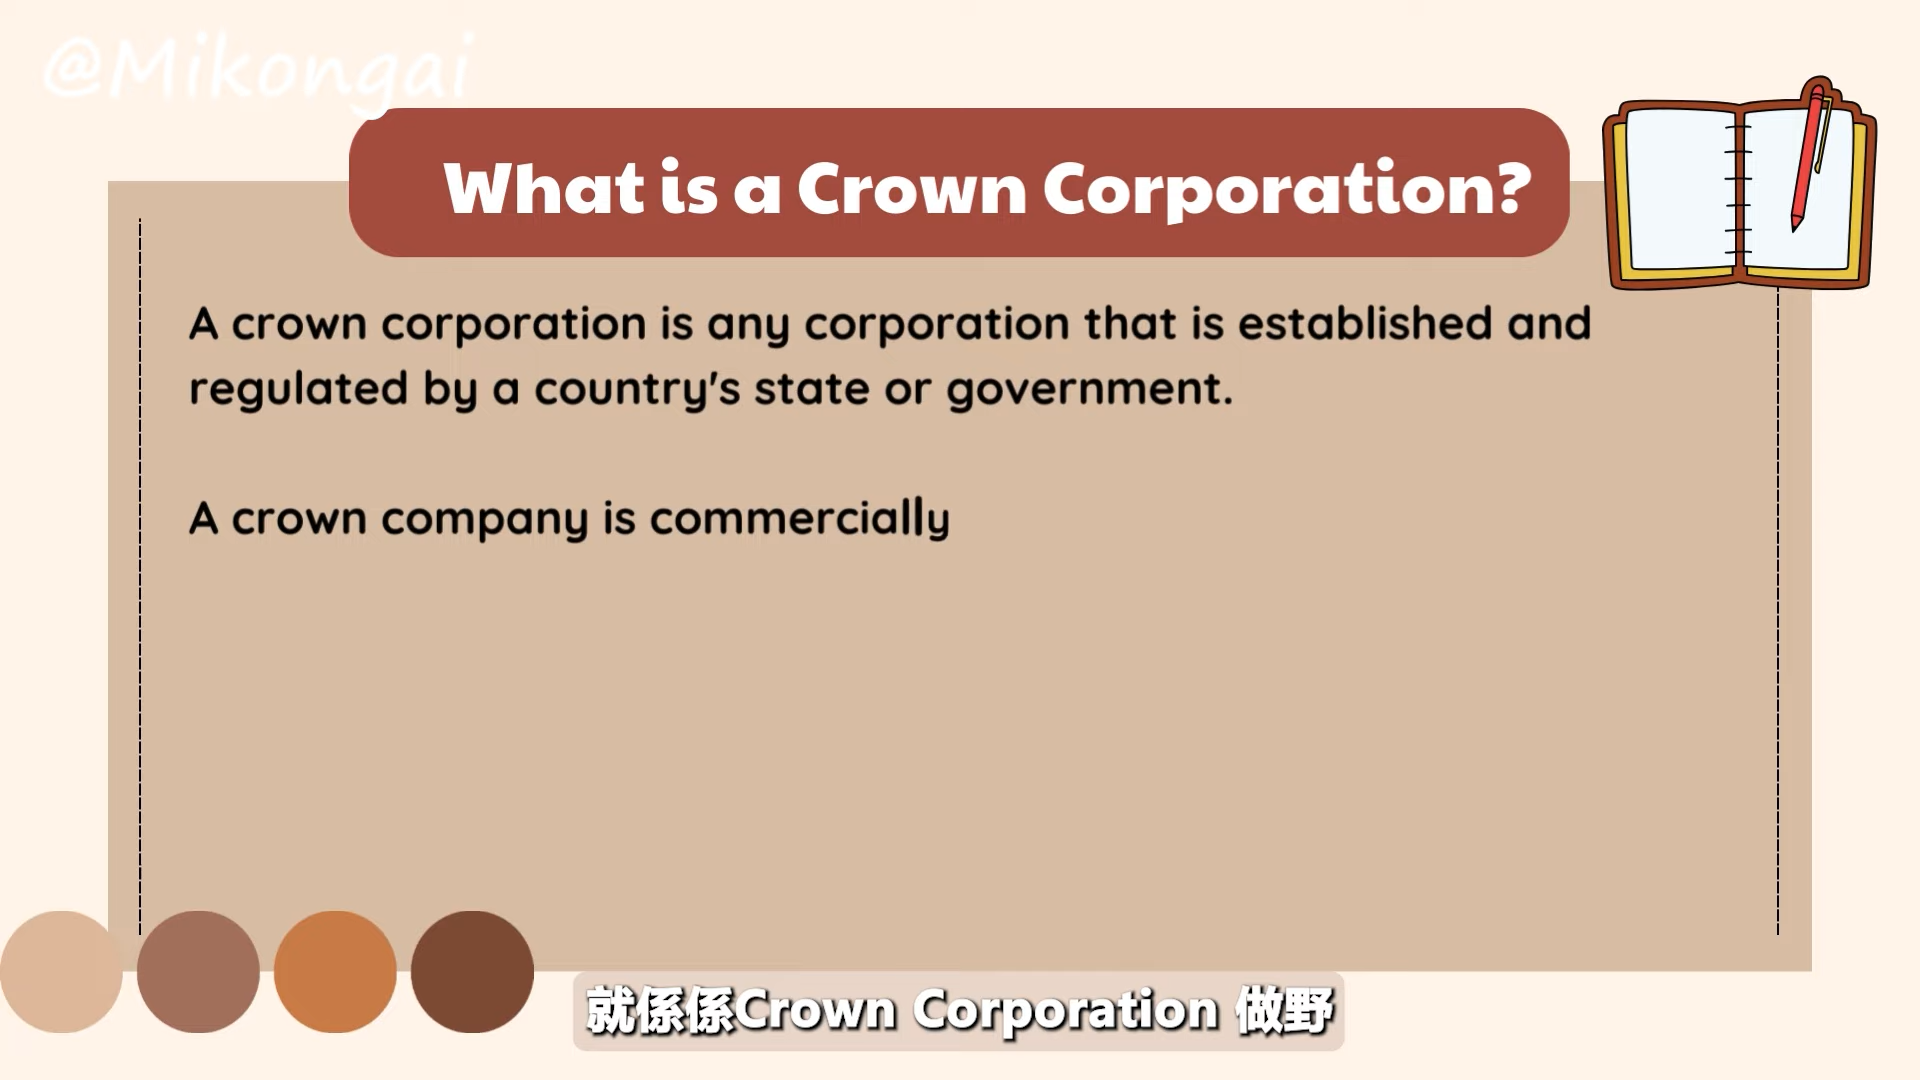 @Mikongai
What is a Crown Corporation?
A crown corporation is any corporation that is established and
regulated by a country's state or government.
A crown company is commercially
就係係Crown Corporation 做野